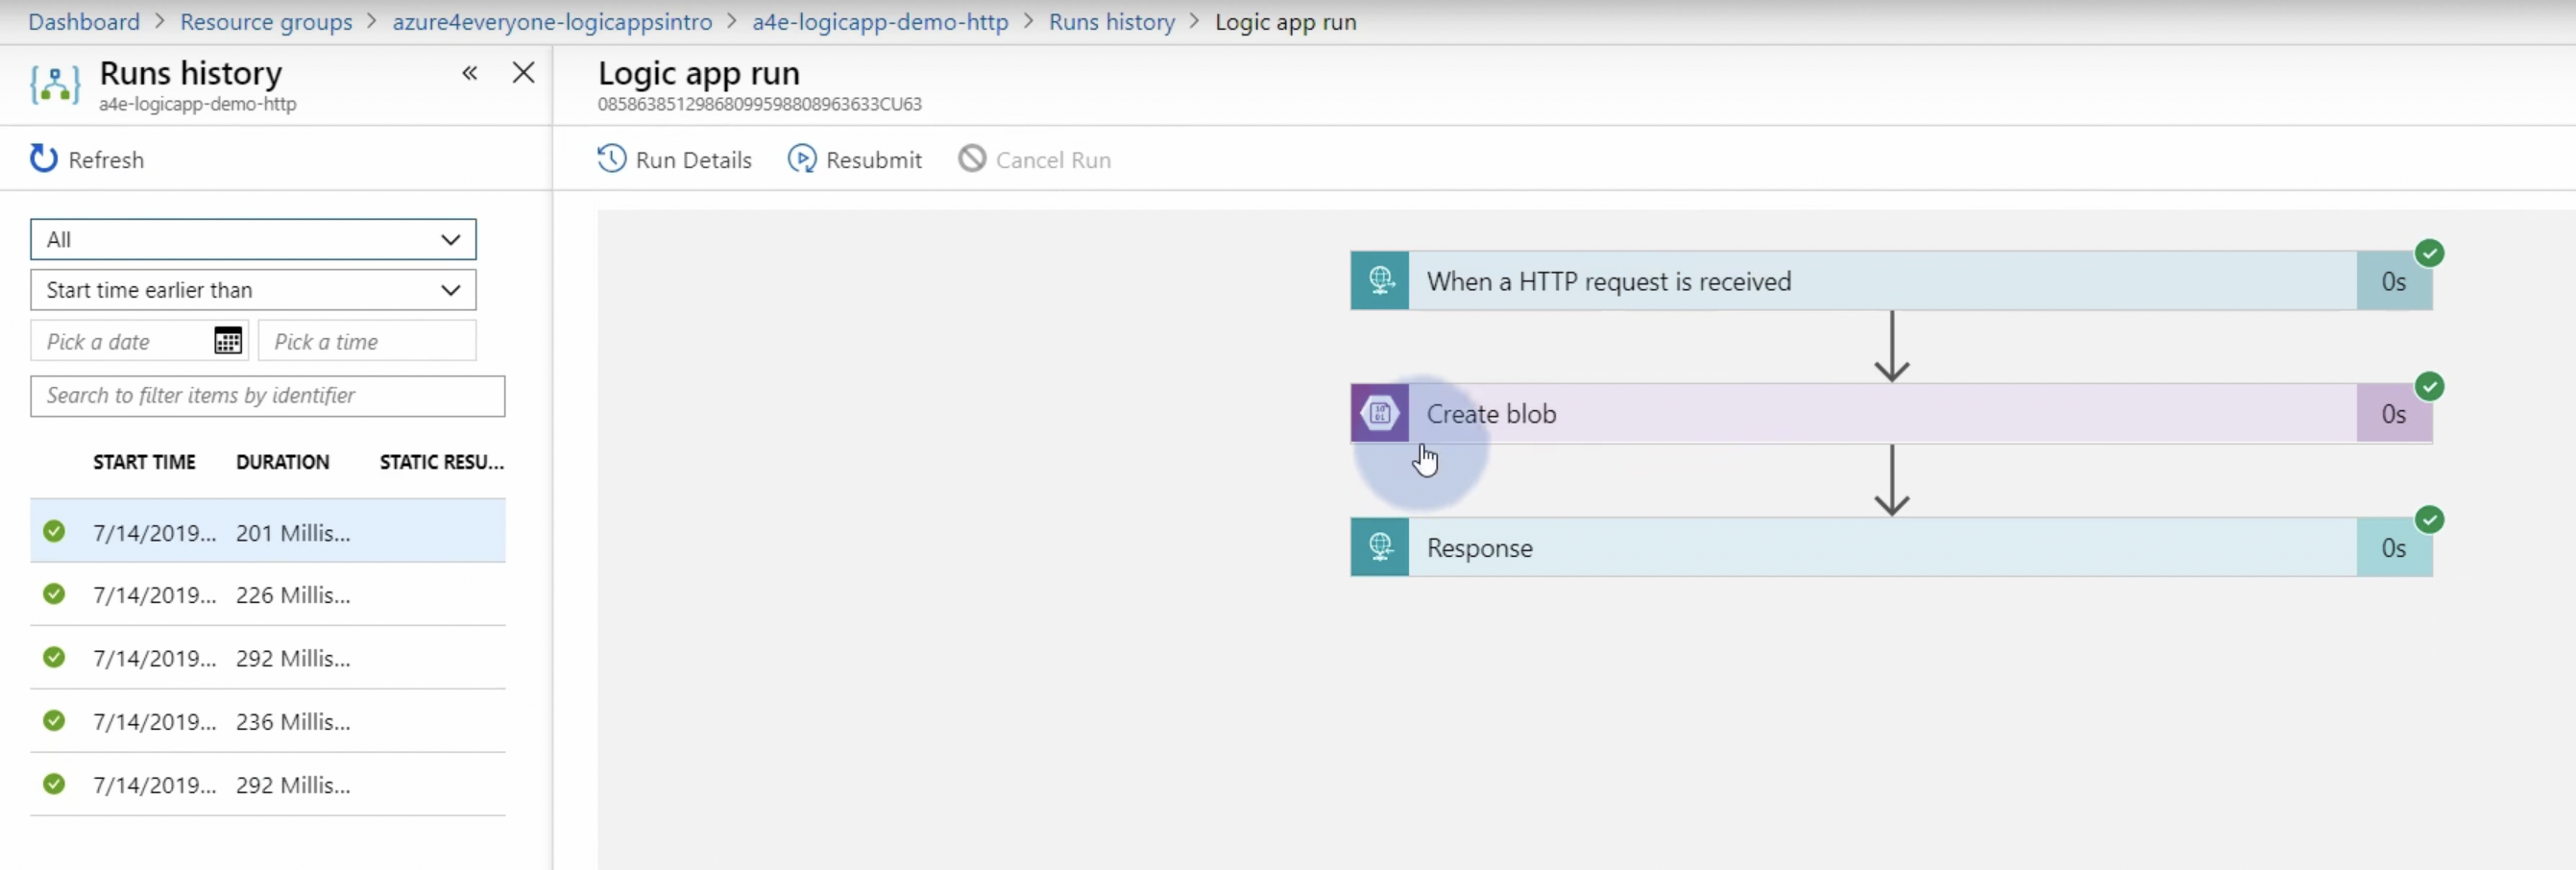 Dashboard > Resource groups > azure4everyone-logicappsintro > a4e-logicapp-demo-http > Runs history > Logic app run
Runs history
a4e-logicapp-demo-http
Refresh
All
Start time earlier than
Pick a date Pick a time
Search to filter items by identifier
START TIME DURATION STATIC RESU...
7/14/2019... 201 Millis...
7/14/2019... 226 Millis...
7/14/2019... 292 Millis...
7/14/2019... 236 Millis...
7/14/2019... 292 Millis...
Logic app run
08586385129868099598808963633CU63
Run Details Resubmit Cancel Run
When a HTTP request is received 0s
Create blob 0s
Response 0s